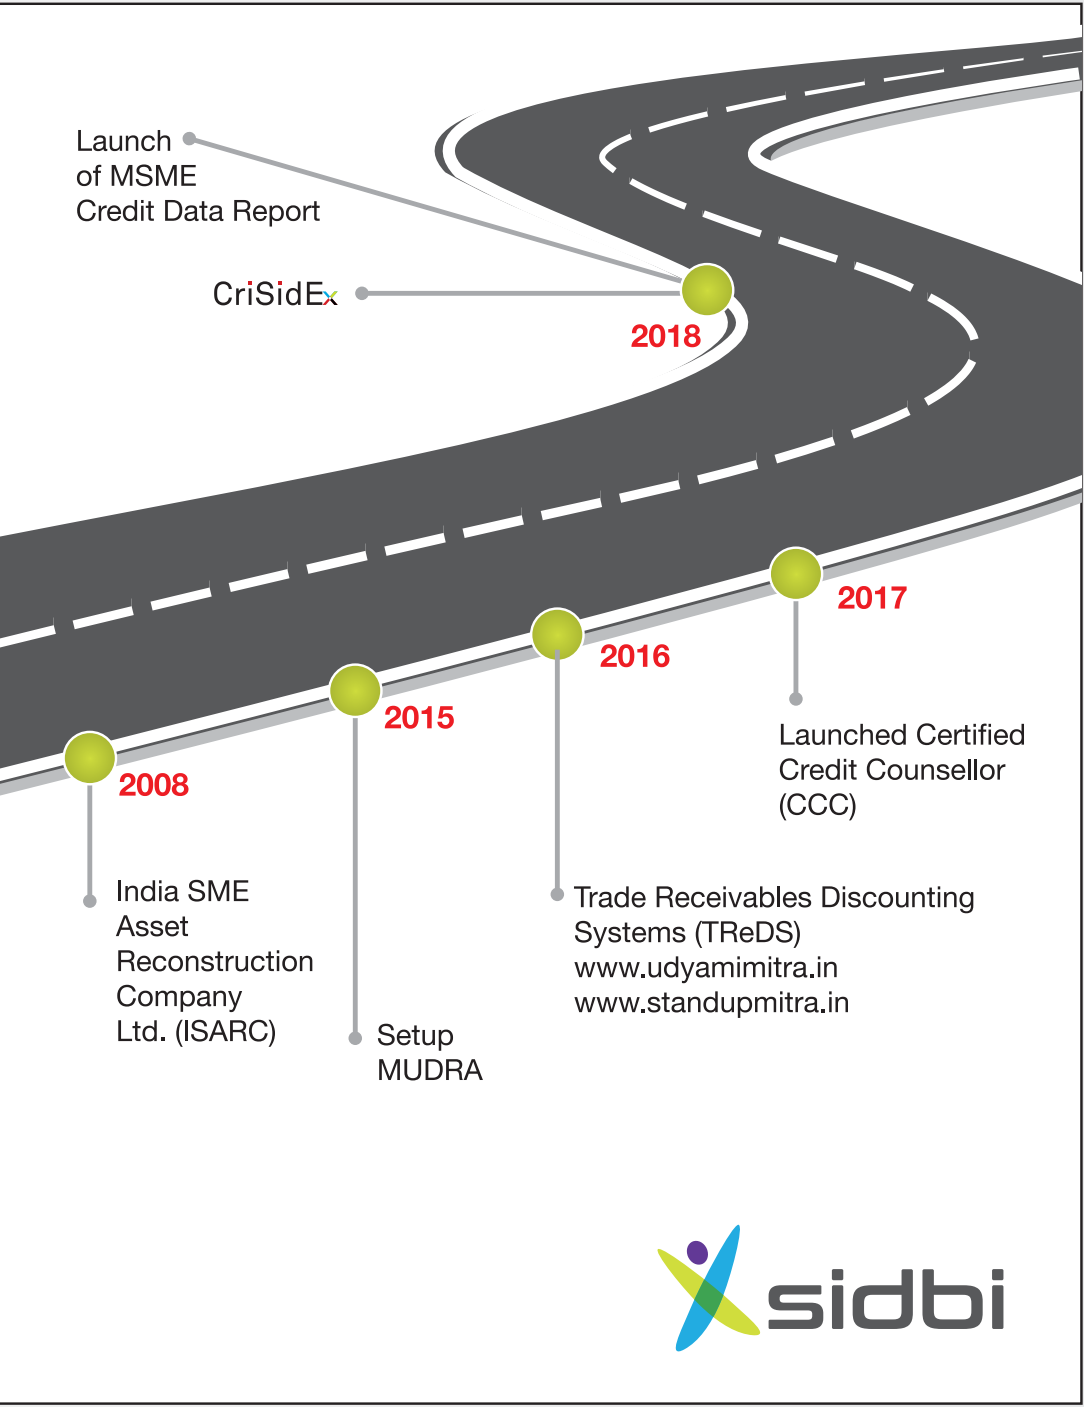 Launch
of MSME
Credit Data Report
CriSidEx
2018
2017
2016
2015
2008
Launched Certified
Credit Counsellor
(CCC)
India SME
Asset
Reconstruction
Company
Ltd. (ISARC)
Trade Receivables Discounting
Systems (TReDS)
www.udyamimitra.in
www.standupmitra.in
Setup
MUDRA
sidbi